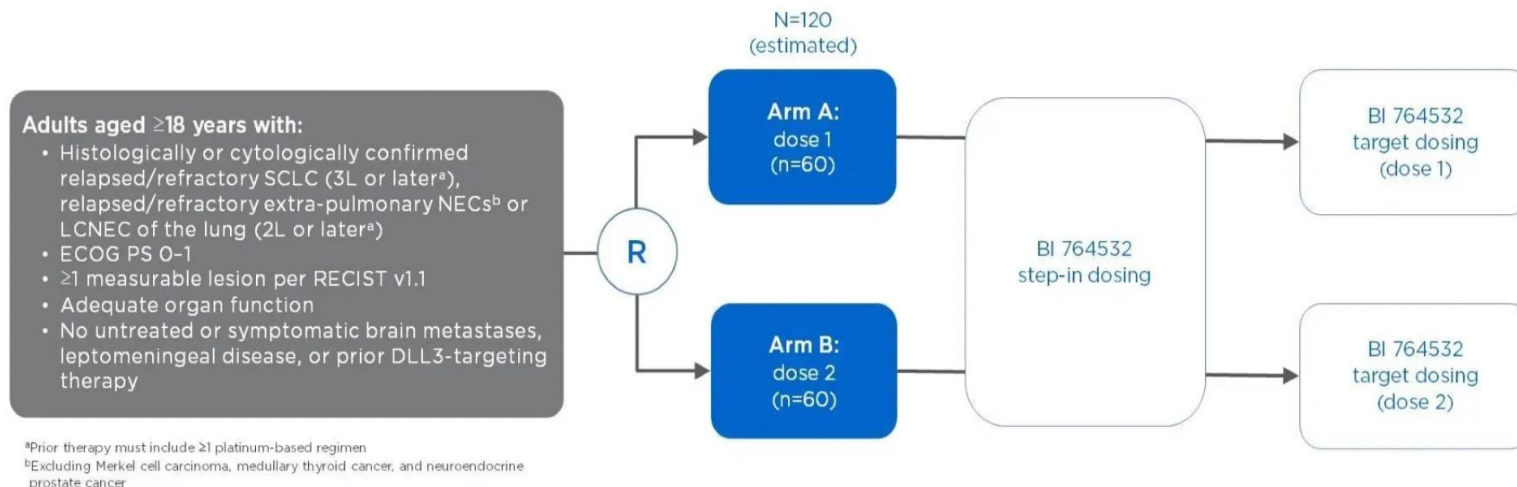 N=120
(estimated)
Adults aged ≥18 years with:
• Histologically or cytologically confirmed
relapsed/refractory SCLC (3L or laterᵃ),
relapsed/refractory extra-pulmonary NECsᵇ or
LCNEC of the lung (2L or laterᵃ)
• ECOG PS 0–1
• ≥1 measurable lesion per RECIST v1.1
• Adequate organ function
• No untreated or symptomatic brain metastases,
leptomeningeal disease, or prior DLL3-targeting
therapy
R
Arm A:
dose 1
(n=60)
Arm B:
dose 2
(n=60)
BI 764532
step-in dosing
BI 764532
target dosing
(dose 1)
BI 764532
target dosing
(dose 2)
ᵃPrior therapy must include ≥1 platinum-based regimen
ᵇExcluding Merkel cell carcinoma, medullary thyroid cancer, and neuroendocrine
prostate cancer